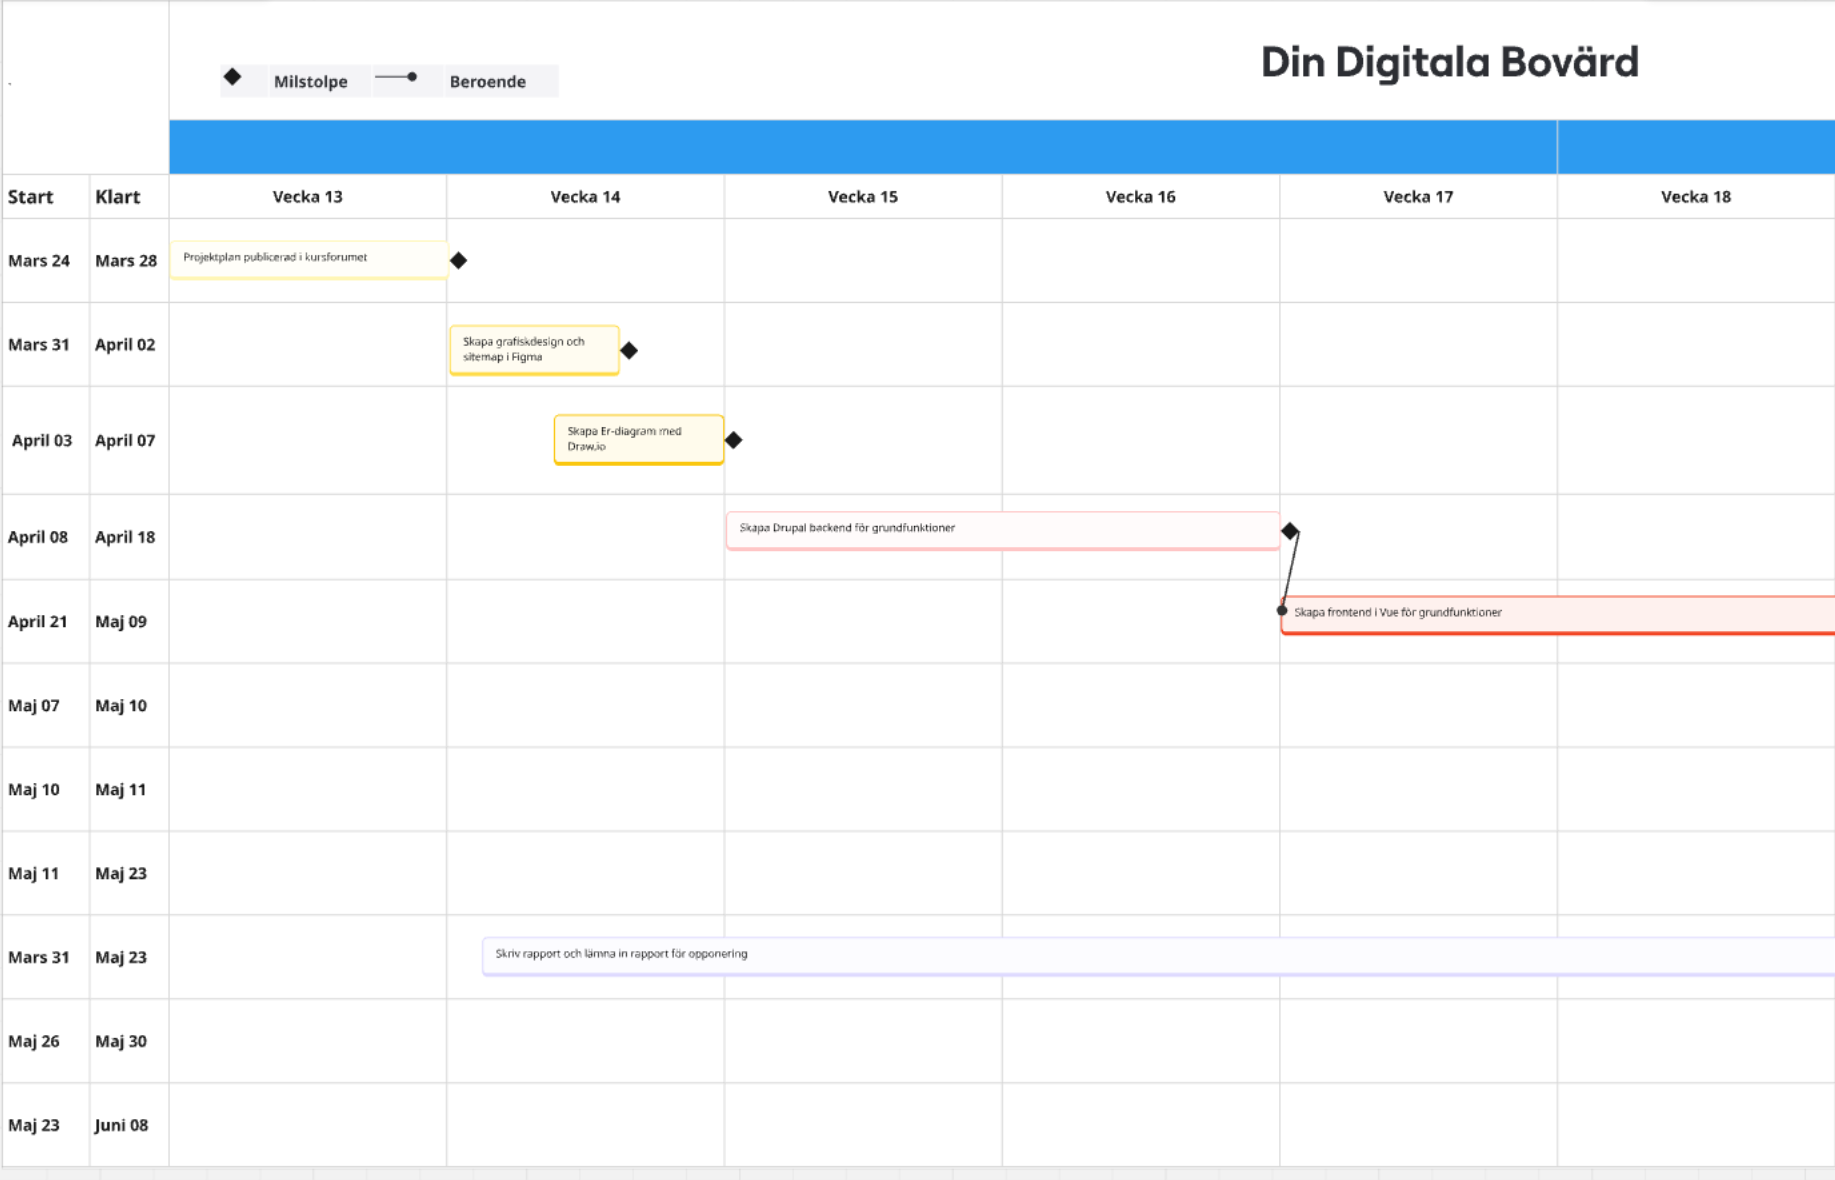 Din Digitala Bovärd
Milstolpe
Beroende
Start Klart Vecka 13 Vecka 14 Vecka 15 Vecka 16 Vecka 17 Vecka 18
Mars 24 Mars 28 Projektplan publicerad i kursforumet
Mars 31 April 02 Skapa grafiskdesign och
sitemap i Figma
April 03 April 07 Skapa Er-diagram med
Draw.io
April 08 April 18 Skapa Drupal backend för grundfunktioner
April 21 Maj 09 Skapa frontend i Vue för grundfunktioner
Maj 07 Maj 10
Maj 10 Maj 11
Maj 11 Maj 23
Mars 31 Maj 23 Skriv rapport och lämna in rapport för opponering
Maj 26 Maj 30
Maj 23 Juni 08